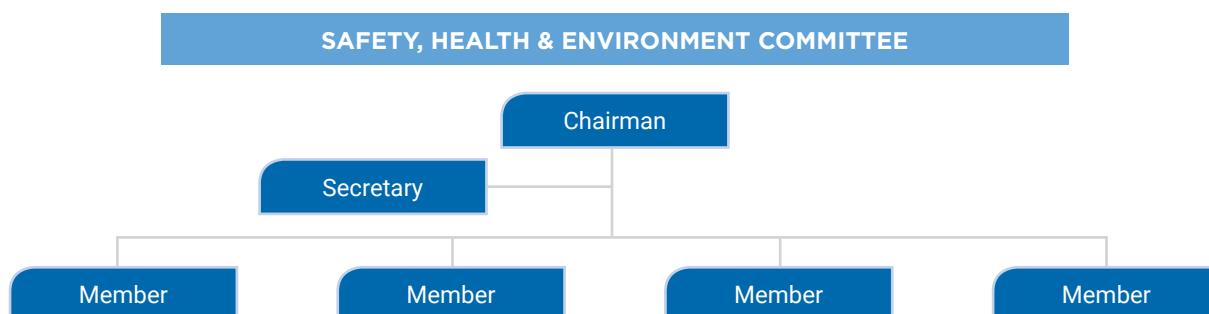 SAFETY, HEALTH & ENVIRONMENT COMMITTEE
Chairman
Secretary
Member Member Member Member